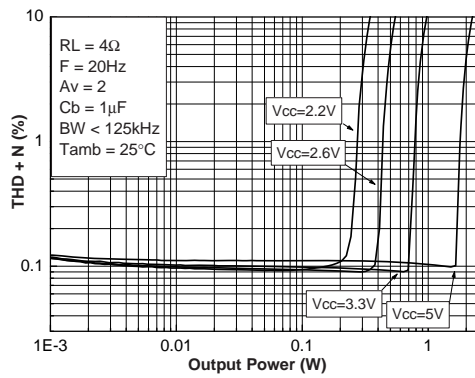 10
RL = 4Ω
F = 20Hz
Av = 2
Cb = 1μF
BW < 125kHz
Tamb = 25°C
Vcc=2.2V
THD + N (%)
1
Vcc=2.6V
0.1
Vcc=3.3V
Vcc=5V
1E-3
0.01
0.1
1
Output Power (W)